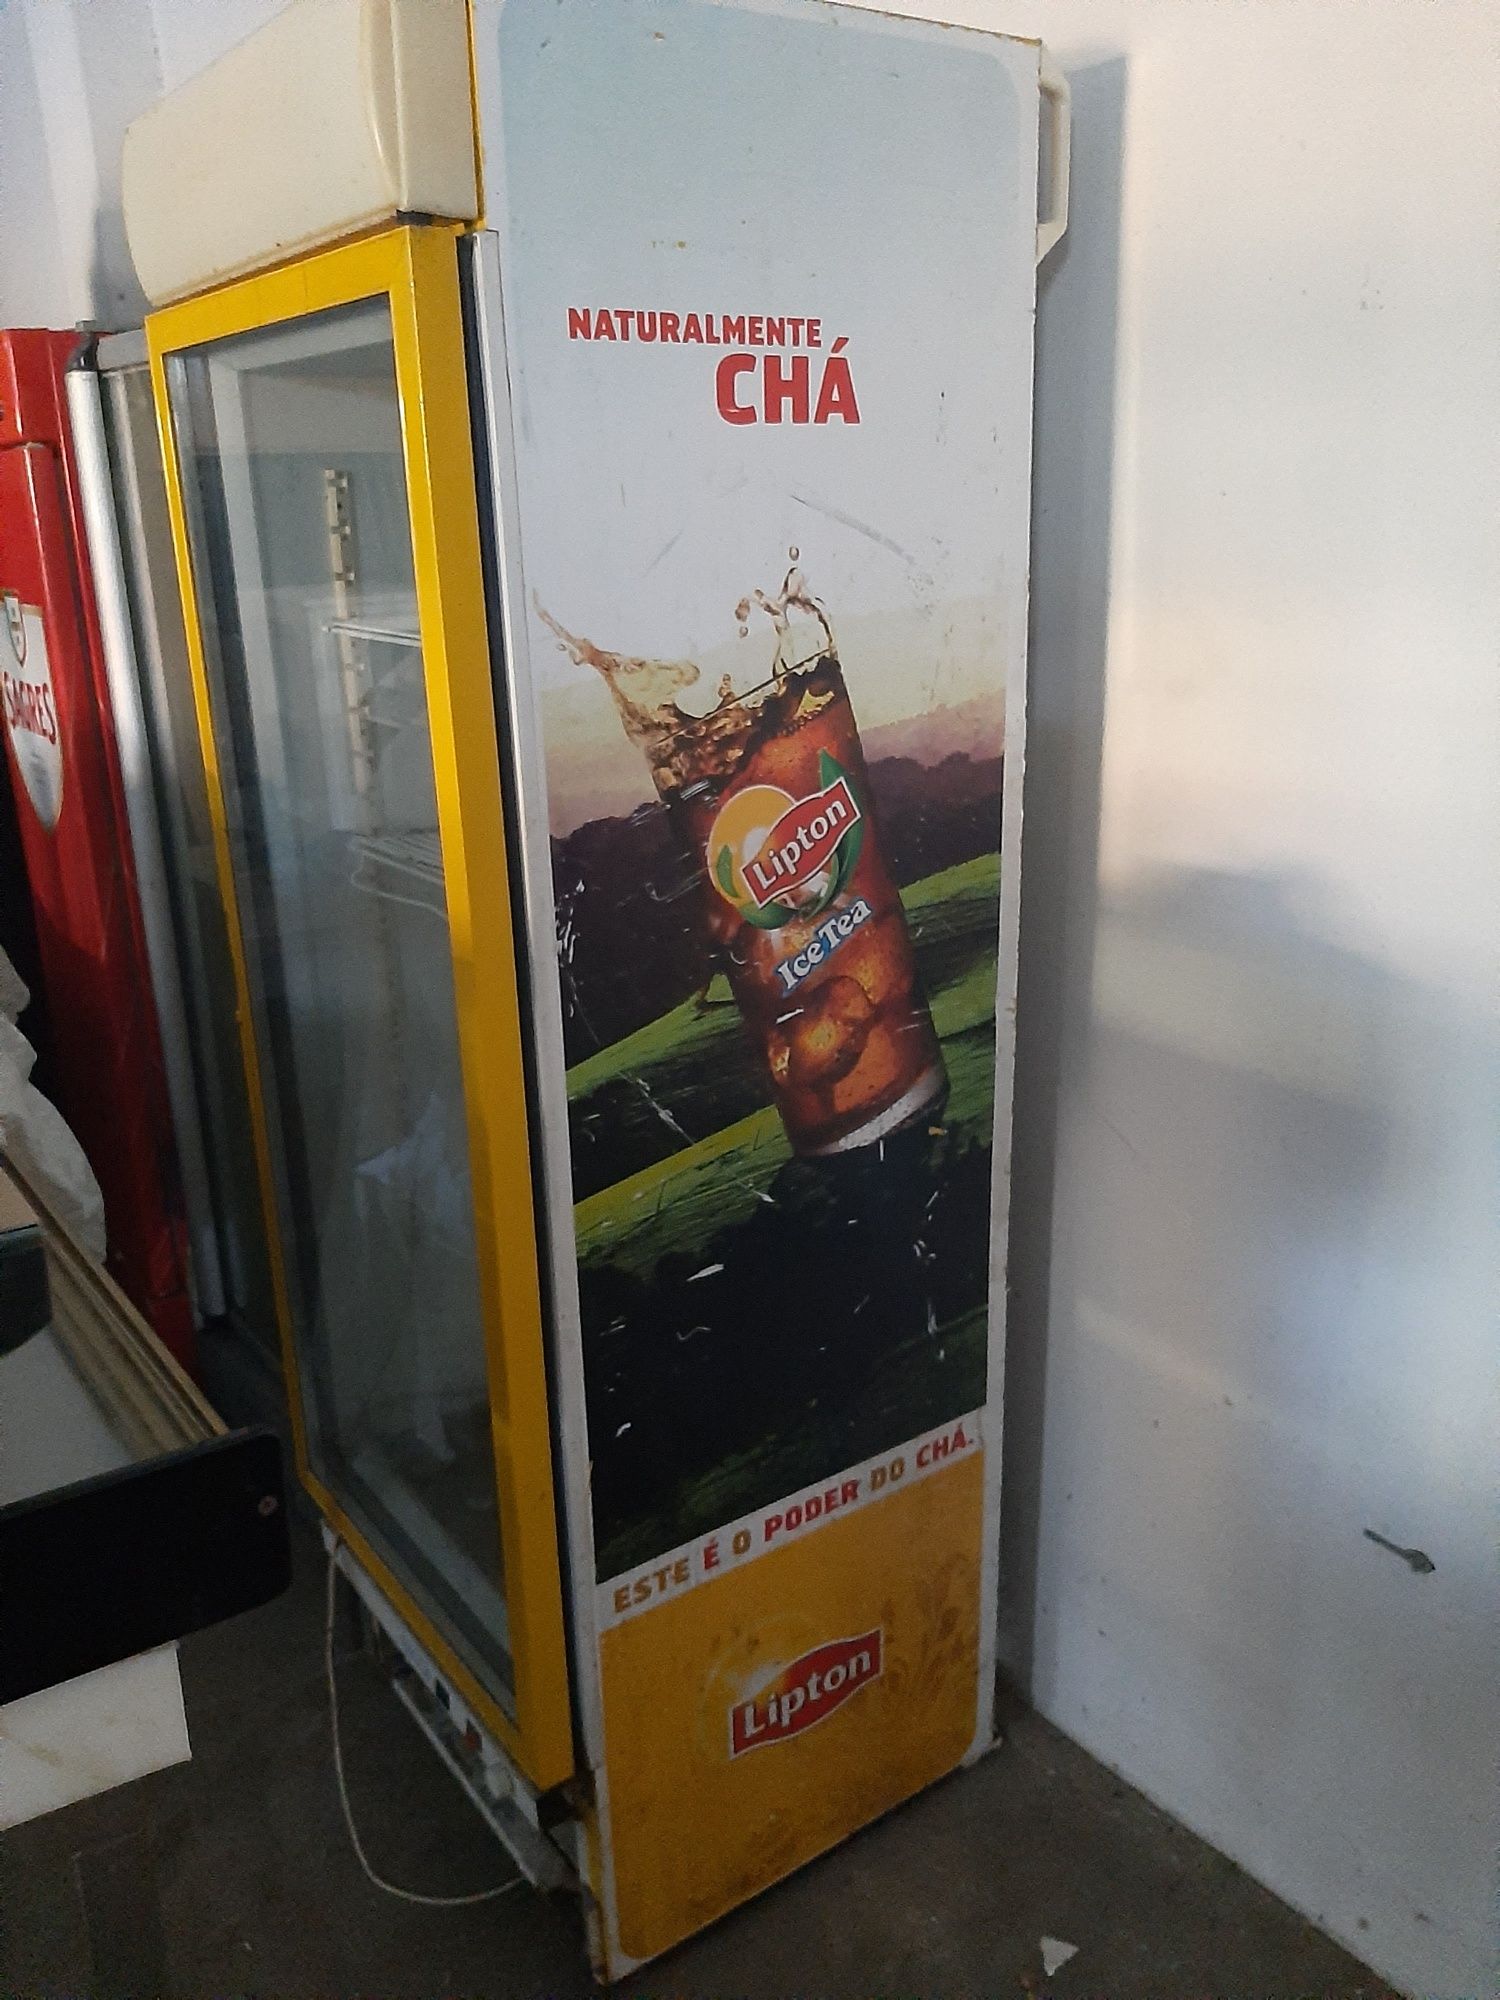 NATURALMENTE
CHÁ
SAGRES
Lipton
Ice Tea
ESTE É O PODER DO CHÁ.
Lipton